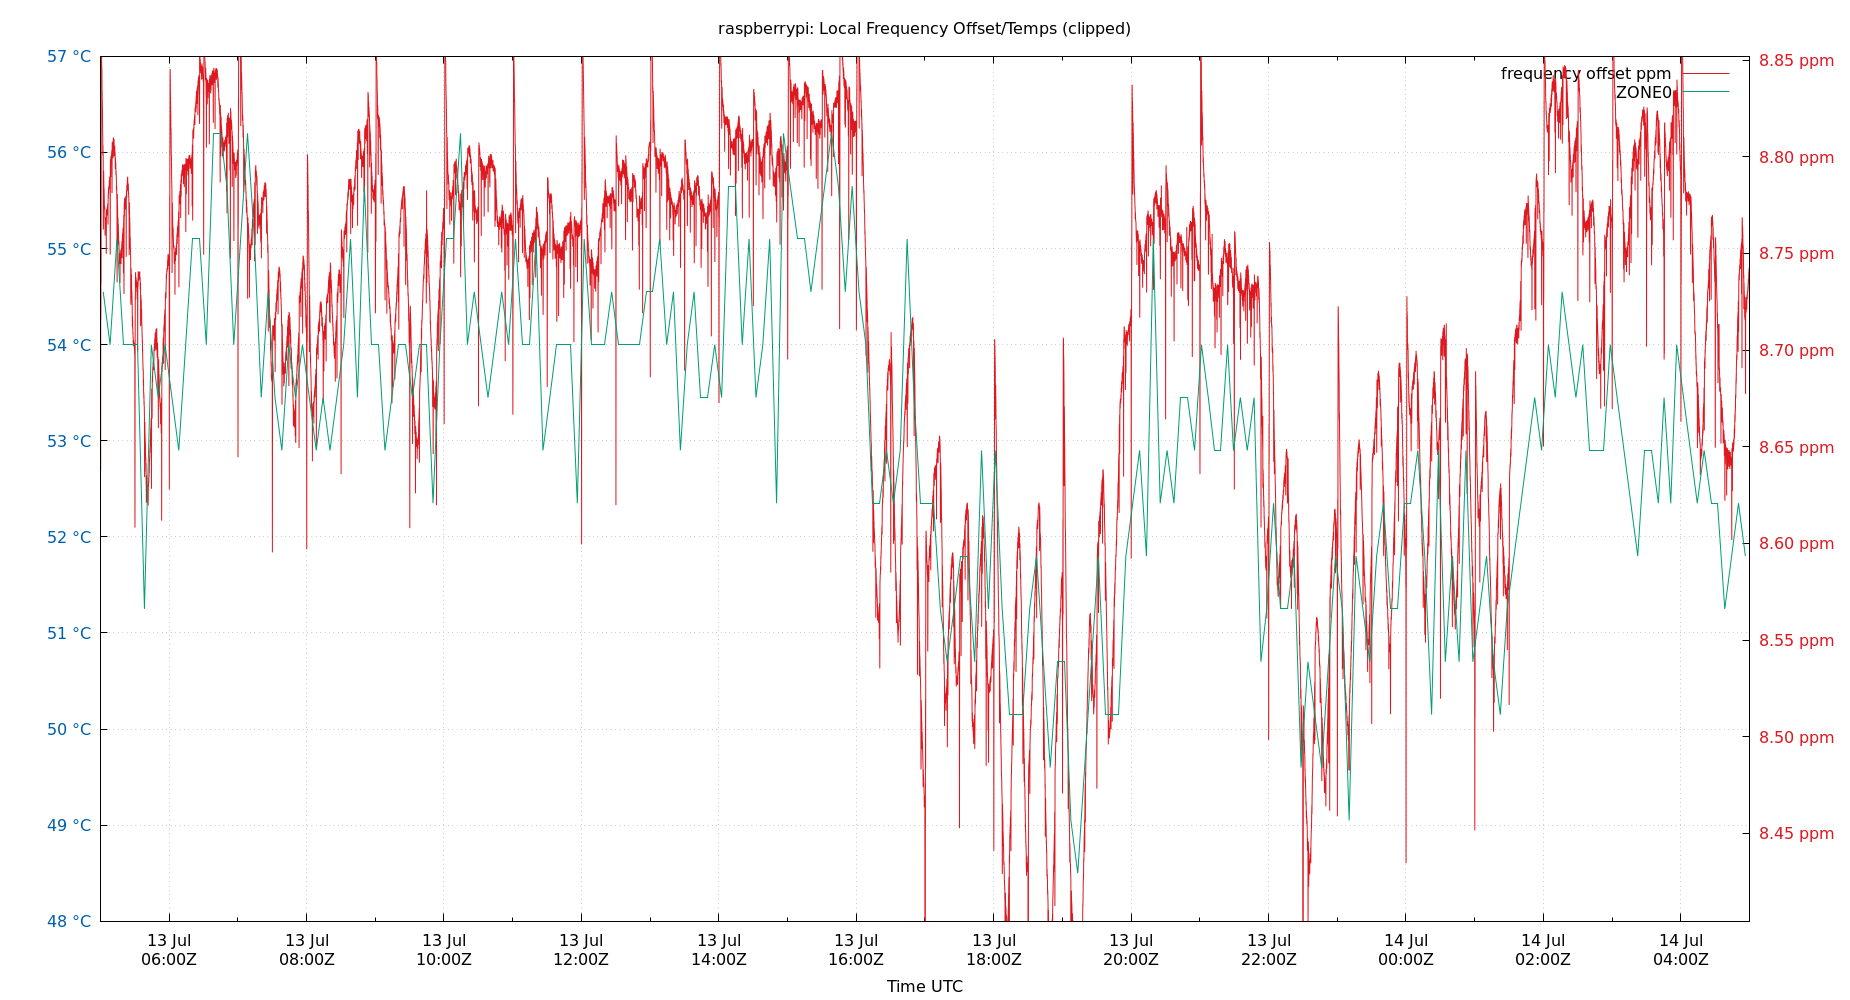 raspberrypi: Local Frequency Offset/Temps (clipped)
57 °C
56 °C
55 °C
54 °C
53 °C
52 °C
51 °C
50 °C
49 °C
48 °C
frequency offset ppm
ZONE0
8.85 ppm
8.80 ppm
8.75 ppm
8.70 ppm
8.65 ppm
8.60 ppm
8.55 ppm
8.50 ppm
8.45 ppm
13 Jul 13 Jul 13 Jul 13 Jul 13 Jul 13 Jul 13 Jul 13 Jul 13 Jul 14 Jul 14 Jul 14 Jul
06:00Z 08:00Z 10:00Z 12:00Z 14:00Z 16:00Z 18:00Z 20:00Z 22:00Z 00:00Z 02:00Z 04:00Z
Time UTC